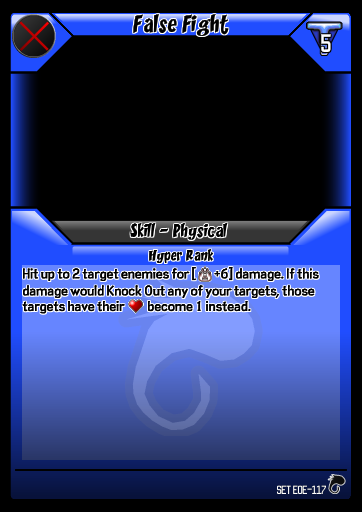 False Fight
5
Skill - Physical
Hyper Rank
Hit up to 2 target enemies for [ +6] damage. If this
damage would Knock Out any of your targets, those
targets have their become 1 instead.
SET EOE-117